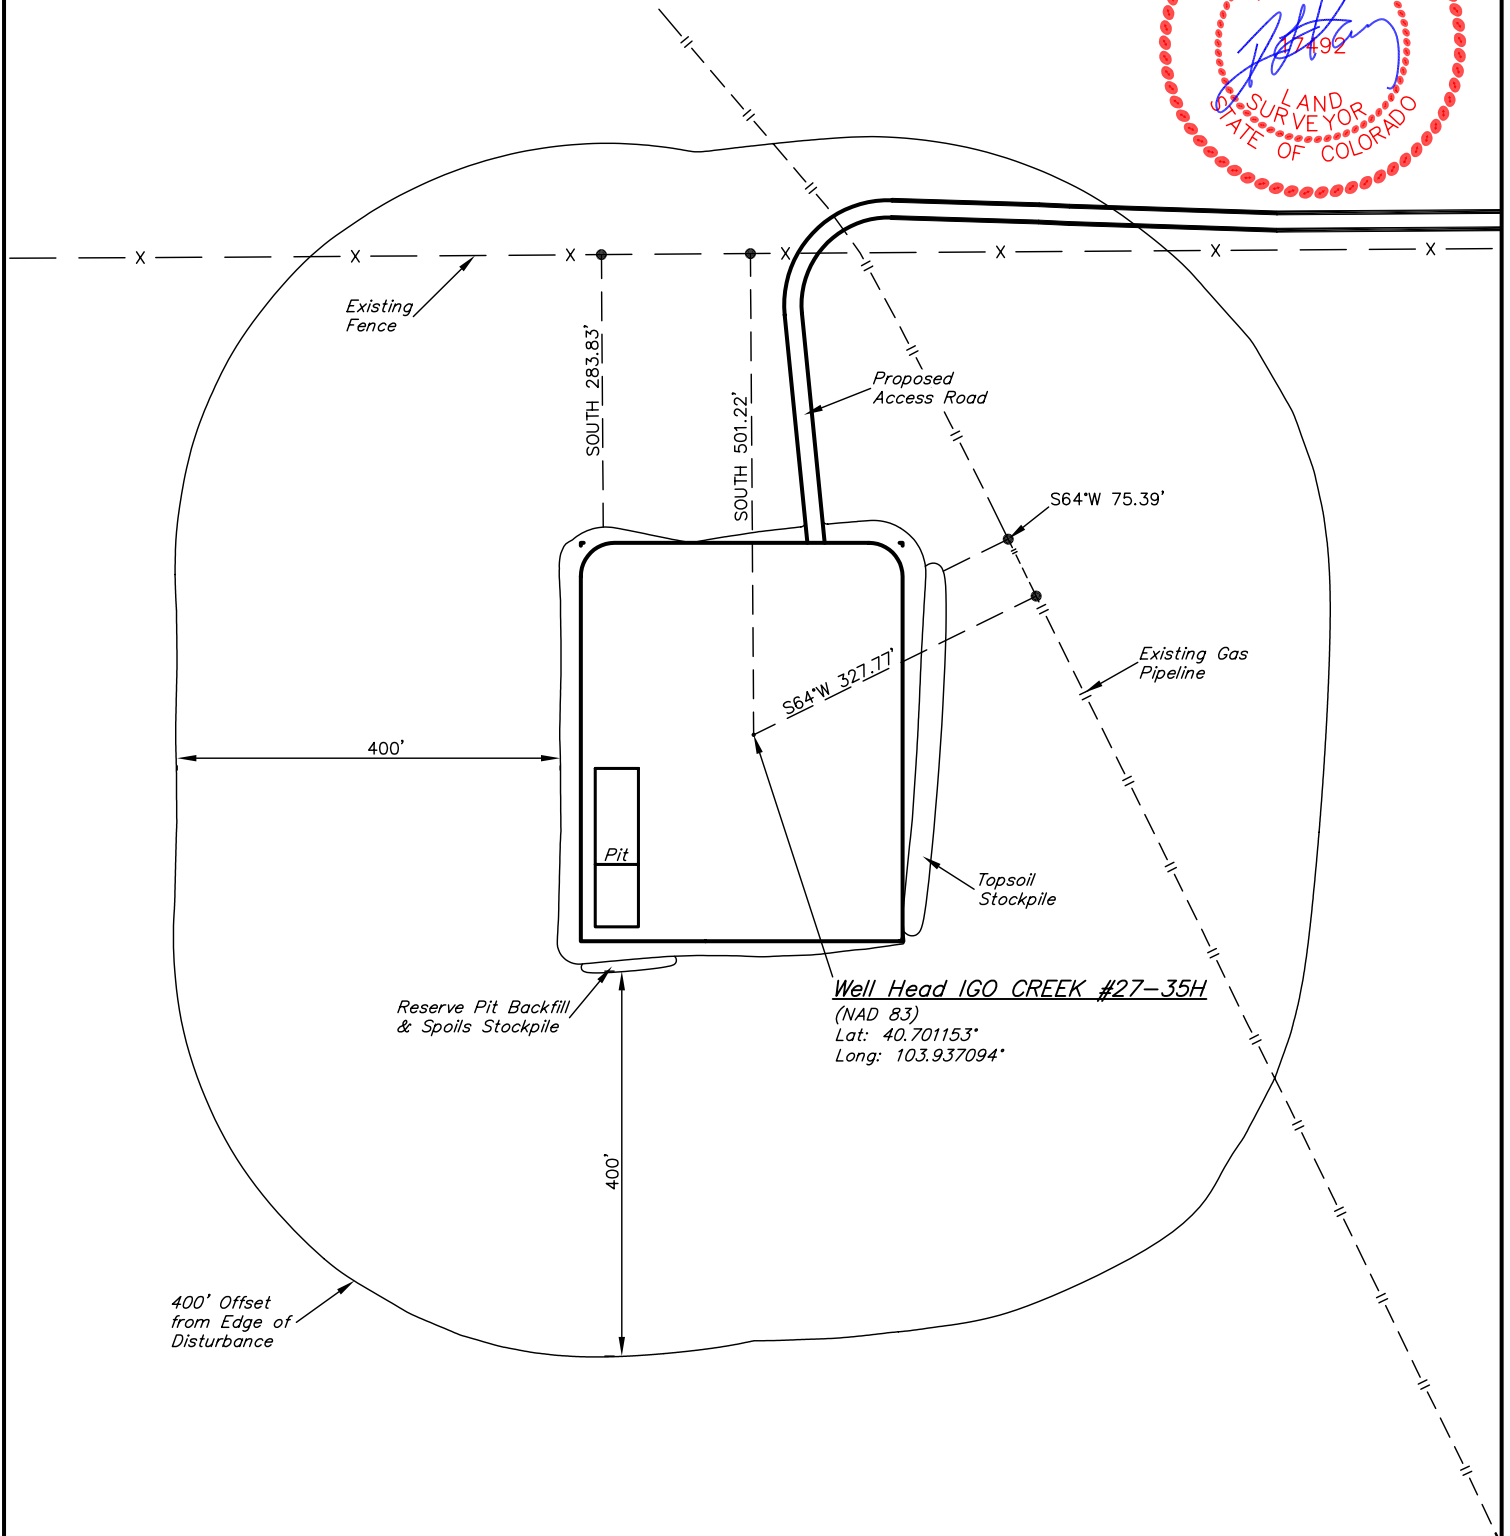 17492
LAND
SURVEYOR
STATE OF COLORADO
X X X X X X X
Existing
Fence
SOUTH 283.83'
SOUTH 501.22'
Proposed
Access Road
S64°W 75.39'
S64°W 327.77'
Existing Gas
Pipeline
400'
Pit
Topsoil
Stockpile
Well Head IGO CREEK #27-35H
(NAD 83)
Lat: 40.701153°
Long: 103.937094°
Reserve Pit Backfill
& Spoils Stockpile
400'
400' Offset
from Edge of
Disturbance